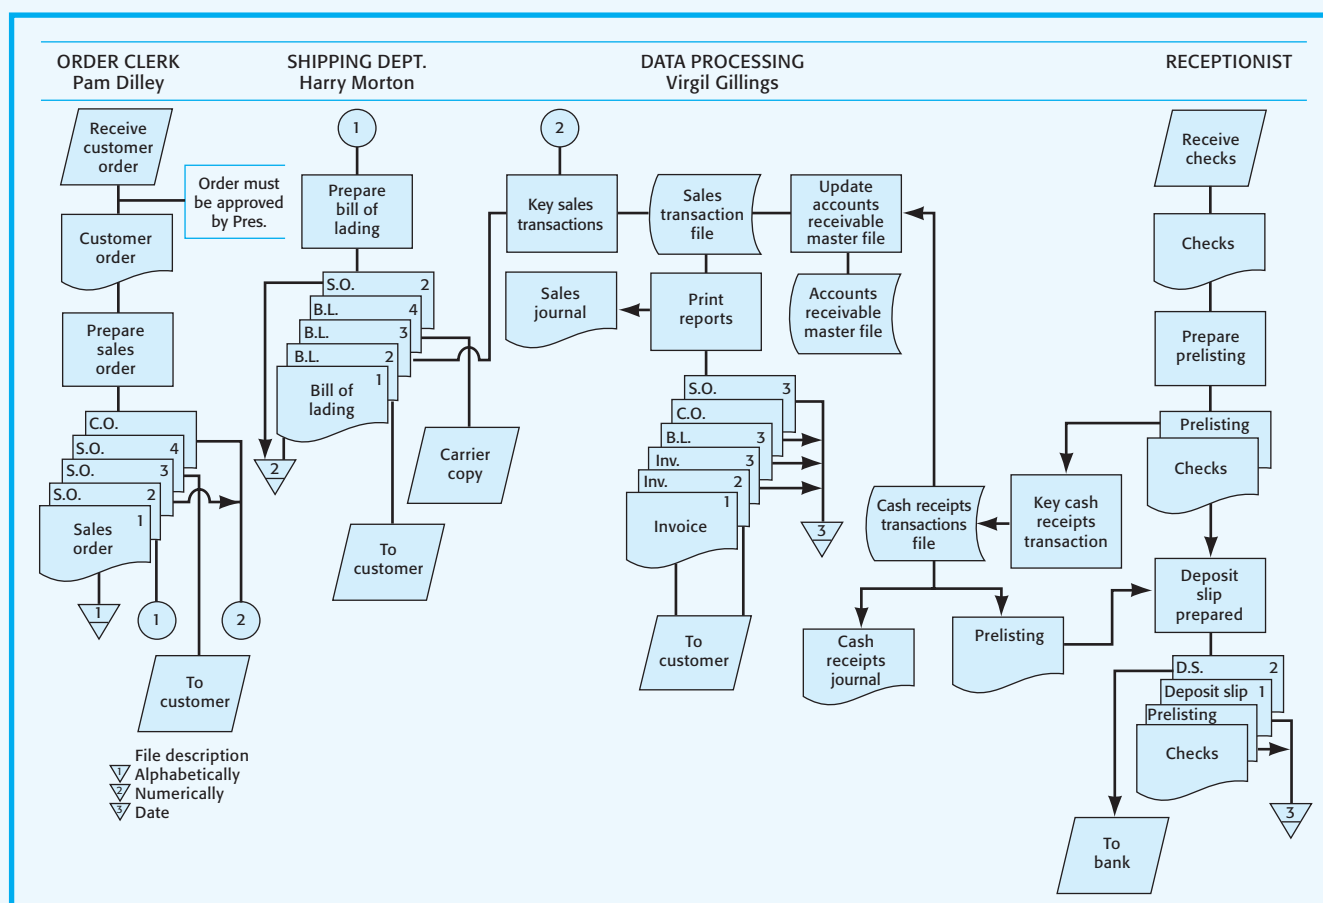 ORDER CLERK
Pam Dilley
SHIPPING DEPT.
Harry Morton
DATA PROCESSING
Virgil Gillings
RECEPTIONIST
Receive
customer
order
Order must
be approved
by Pres.
Customer
order
Prepare
sales
order
C.O.
S.O. 4
S.O. 3
S.O. 2
Sales
order
1
1
1
2
To
customer
File description
1 Alphabetically
2 Numerically
3 Date
1
Prepare
bill of
lading
S.O. 2
B.L. 4
B.L. 3
B.L. 2
Bill of
lading
1
2
Carrier
copy
To
customer
2
Key sales
transactions
Sales
transaction
file
Update
accounts
receivable
master file
Sales
journal
Print
reports
Accounts
receivable
master file
S.O. 3
C.O.
B.L. 3
Inv. 3
Inv. 2
Invoice
1
3
To
customer
Cash receipts
transactions
file
Key cash
receipts
transaction
Cash
receipts
journal
Prelisting
Receive
checks
Checks
Prepare
prelisting
Prelisting
Checks
Deposit
slip
prepared
D.S. 2
Deposit slip 1
Prelisting
Checks
3
To
bank